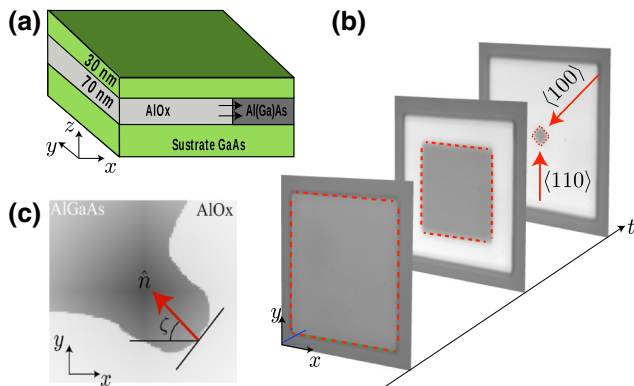 (a)
30 nm
70 nm
AlOx
Al(Ga)As
Sustrate GaAs
z
y
x
(b)
⟨100⟩
⟨110⟩
t
y
x
(c)
AlGaAs
AlOx
n̂
ζ
y
x